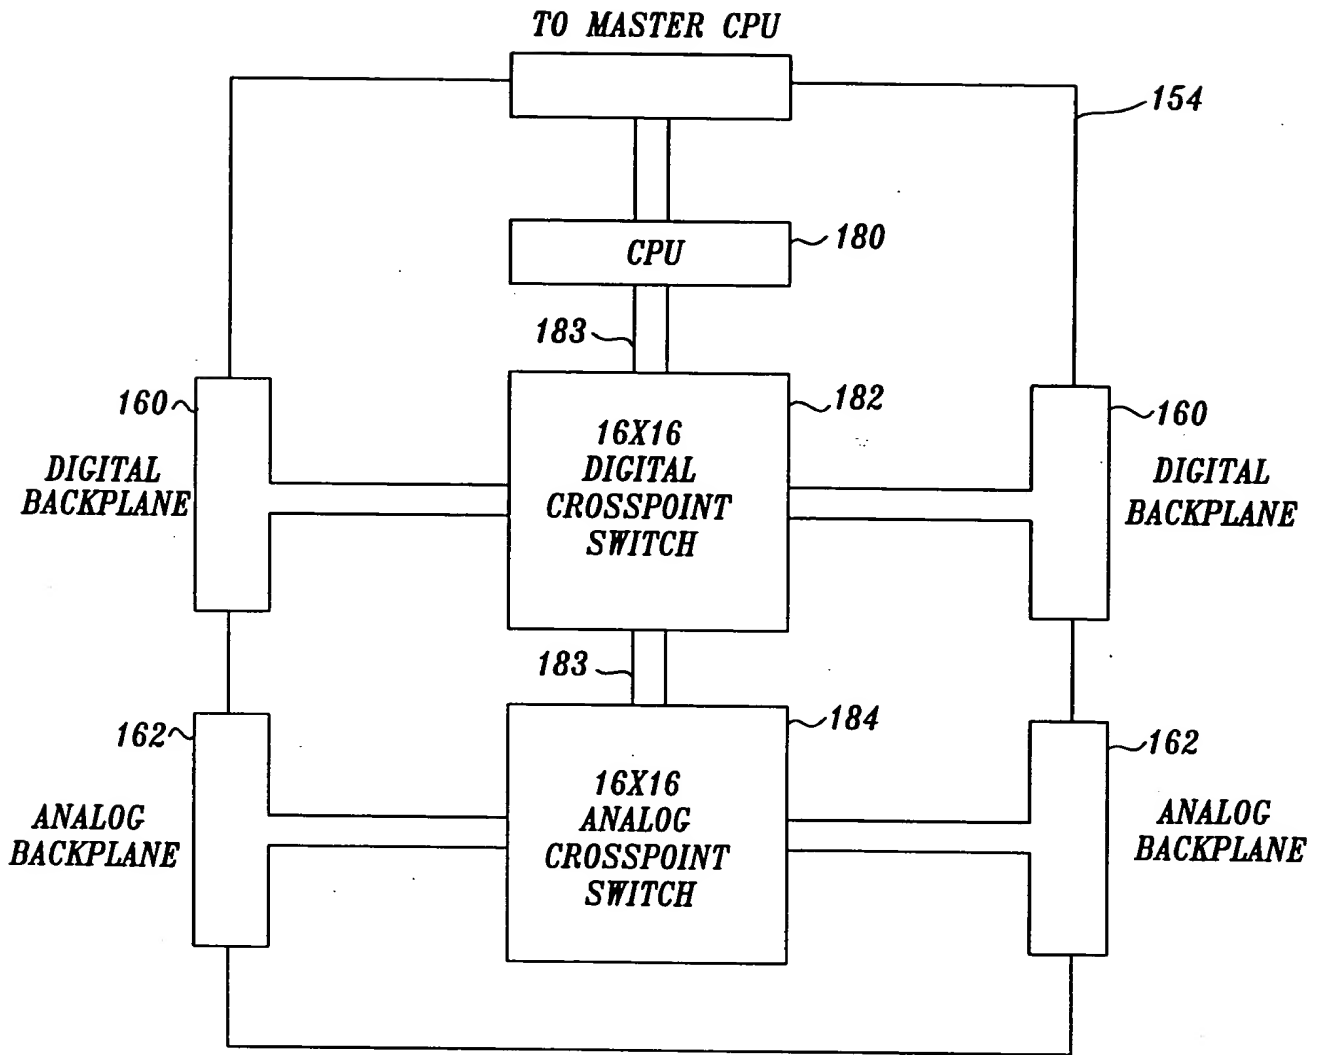 TO MASTER CPU
154
CPU
180
183
160
182
160
16X16
DIGITAL
CROSSPOINT
SWITCH
DIGITAL
BACKPLANE
DIGITAL
BACKPLANE
183
162
184
162
16X16
ANALOG
CROSSPOINT
SWITCH
ANALOG
BACKPLANE
ANALOG
BACKPLANE